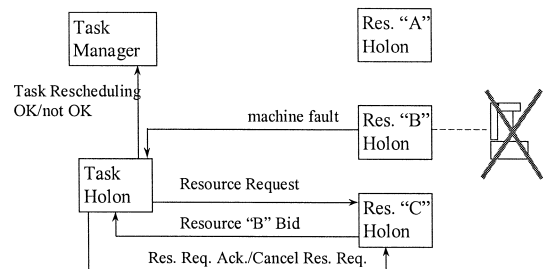 Task
Manager
Res. “A”
Holon
Task Rescheduling
OK/not OK
machine fault
Res. “B”
Holon
Task
Holon
Resource Request
Res. “C”
Holon
Resource “B” Bid
Res. Req. Ack./Cancel Res. Req.